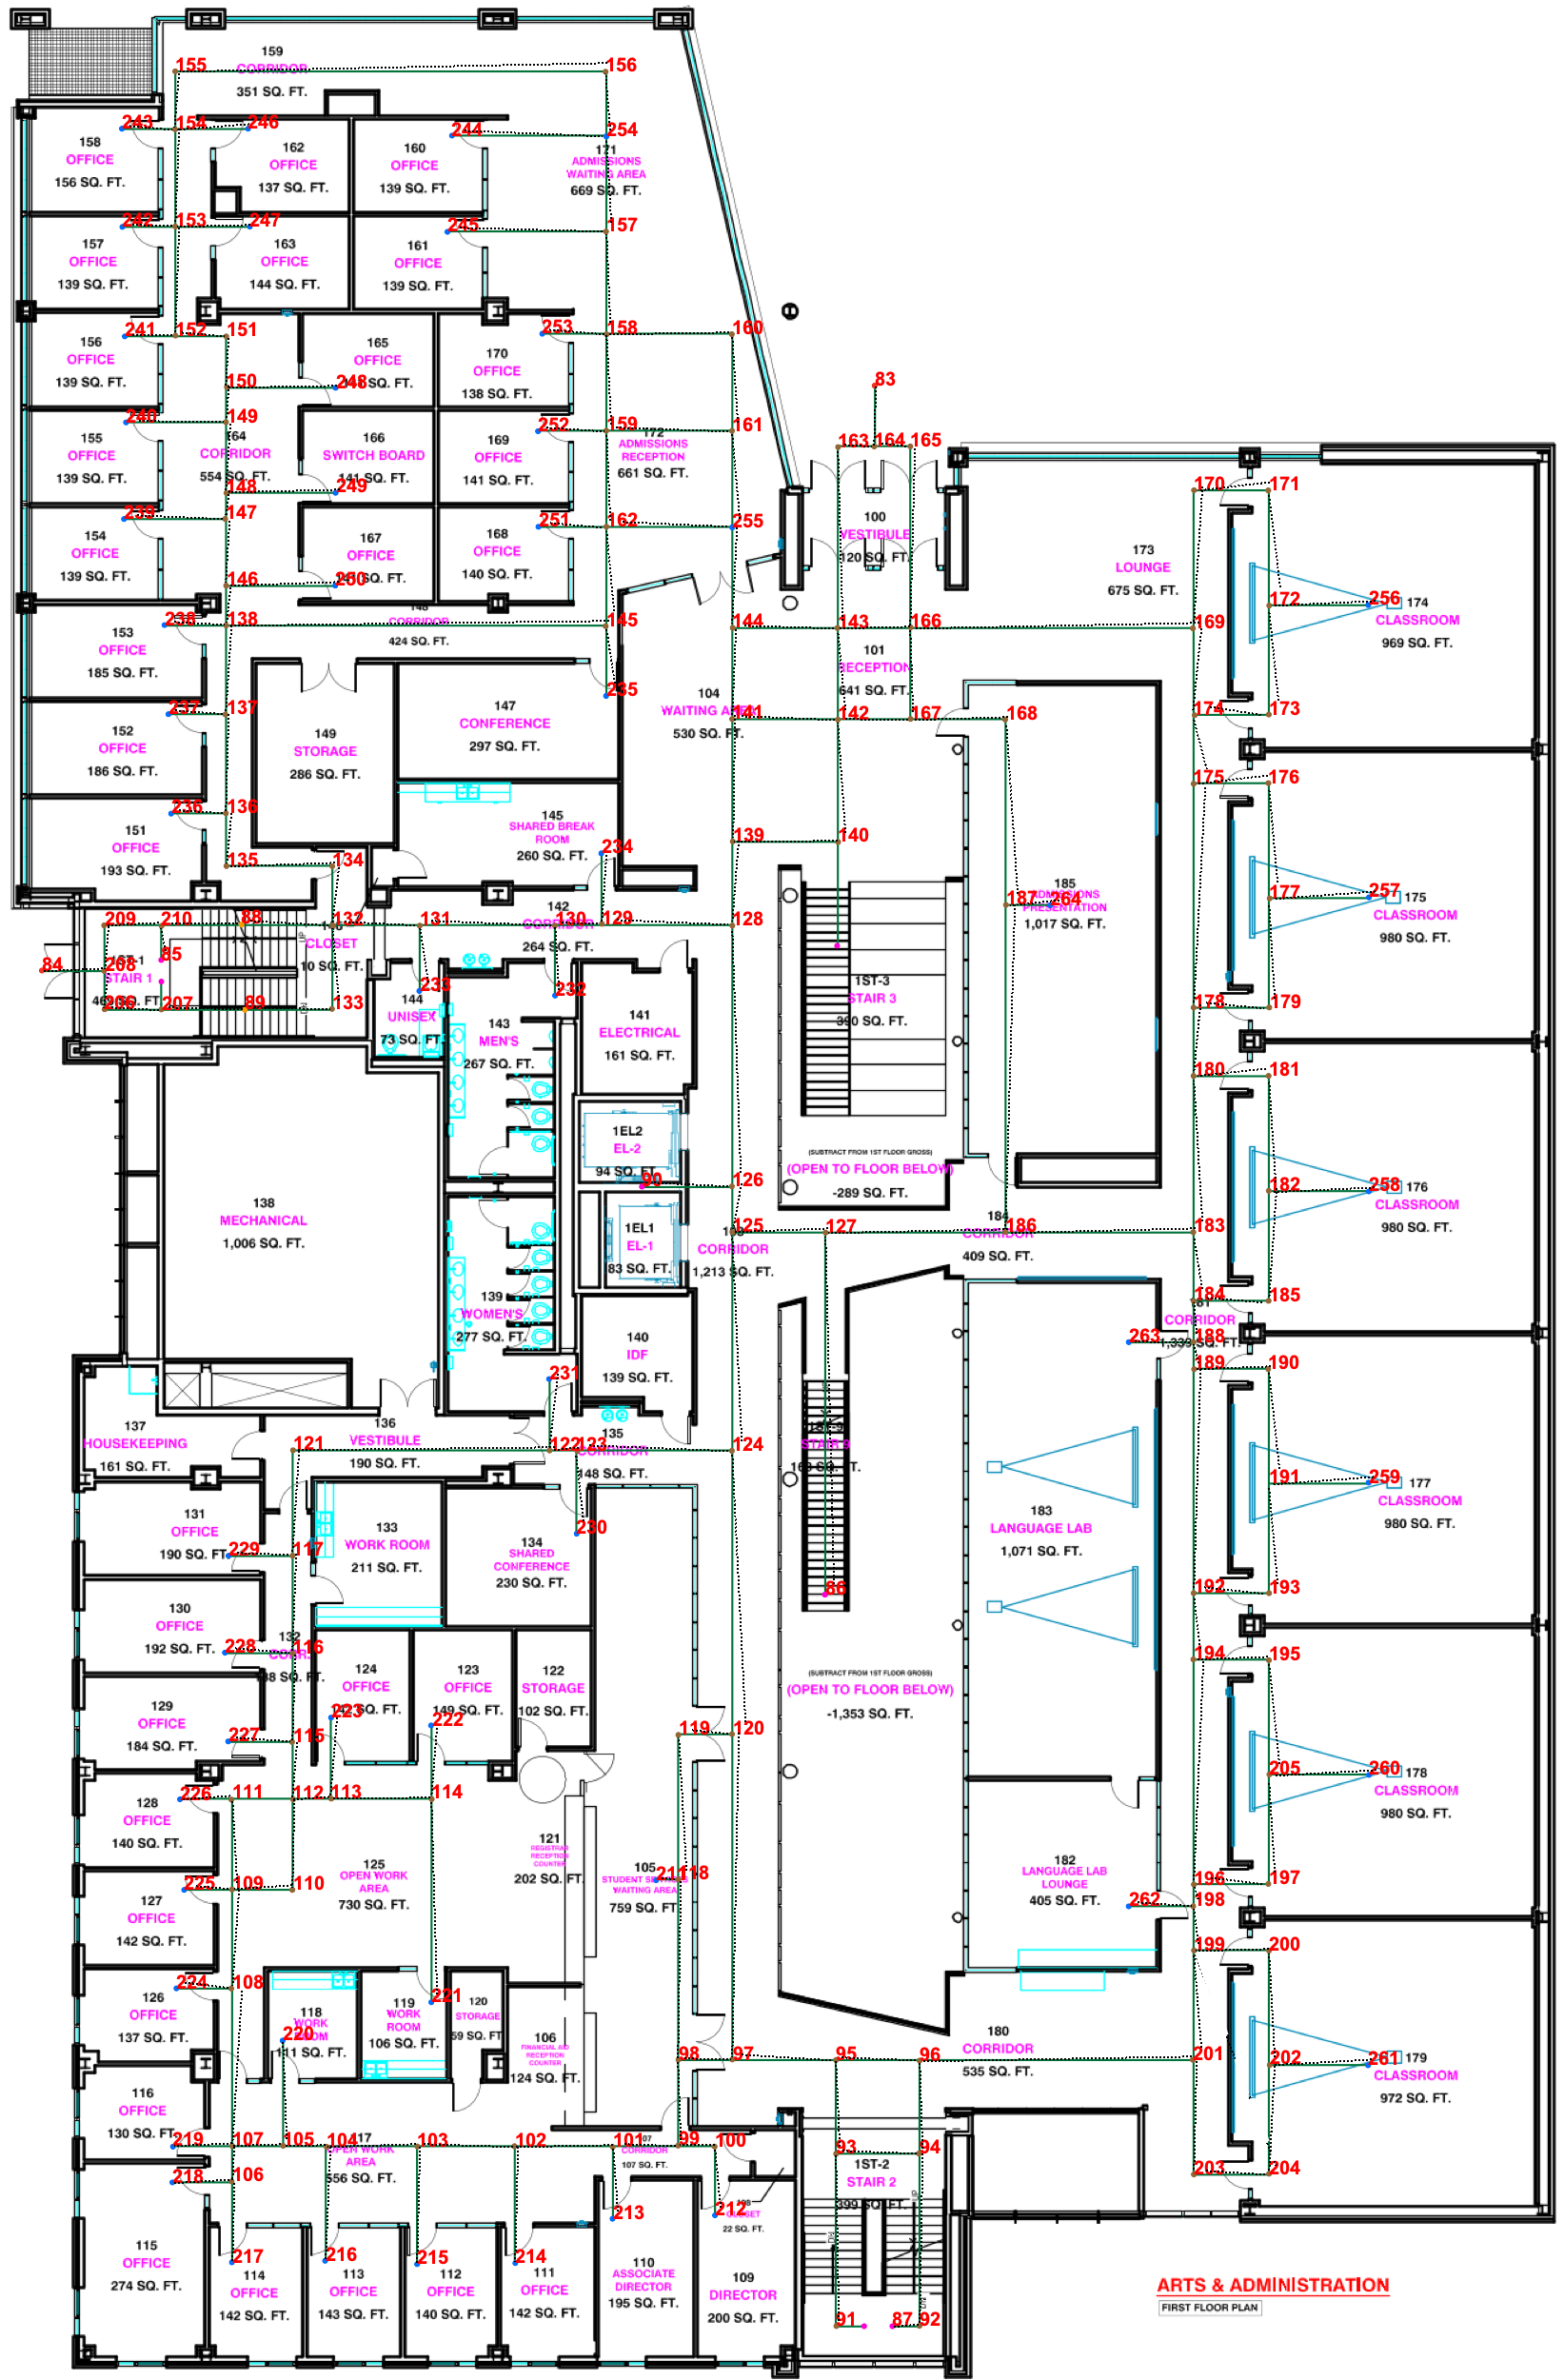 159
CORRIDOR
351 SQ. FT.
155
156
243
154
246
244
254
158
OFFICE
156 SQ. FT.
162
OFFICE
137 SQ. FT.
160
OFFICE
139 SQ. FT.
171
ADMISSIONS
WAITING AREA
669 SQ. FT.
242
153
247
245
157
157
OFFICE
139 SQ. FT.
163
OFFICE
144 SQ. FT.
161
OFFICE
139 SQ. FT.
241
152
151
253
158
160
156
OFFICE
139 SQ. FT.
165
OFFICE
SQ. FT.
170
OFFICE
138 SQ. FT.
150
248
83
240
149
252
159
161
163
164
165
155
OFFICE
139 SQ. FT.
164
CORRIDOR
554 SQ. FT.
166
SWITCH BOARD
141 SQ. FT.
169
OFFICE
141 SQ. FT.
172
ADMISSIONS
RECEPTION
661 SQ. FT.
148
249
170
171
239
147
251
162
255
154
OFFICE
139 SQ. FT.
167
OFFICE
SQ. FT.
168
OFFICE
140 SQ. FT.
100
VESTIBULE
120 SQ. FT.
173
LOUNGE
675 SQ. FT.
146
250
172
256
174
CLASSROOM
969 SQ. FT.
238
138
148
CORRIDOR
424 SQ. FT.
145
144
143
166
169
153
OFFICE
185 SQ. FT.
101
RECEPTION
641 SQ. FT.
235
104
WAITING AREA
530 SQ. FT.
237
137
141
142
167
168
174
173
152
OFFICE
186 SQ. FT.
149
STORAGE
286 SQ. FT.
147
CONFERENCE
297 SQ. FT.
175
176
236
136
145
SHARED BREAK
ROOM
260 SQ. FT.
139
140
151
OFFICE
193 SQ. FT.
135
134
234
185
ADMISSIONS
PRESENTATION
1,017 SQ. FT.
187
264
177
257
175
CLASSROOM
980 SQ. FT.
209
210
88
132
131
130
129
128
142
CORRIDOR
264 SQ. FT.
CLOSET
10 SQ. FT.
84
208
85
1ST-1
STAIR 1
SQ. FT.
206
207
89
133
233
232
144
UNISEX
73 SQ. FT.
143
MEN'S
267 SQ. FT.
141
ELECTRICAL
161 SQ. FT.
1ST-3
STAIR 3
390 SQ. FT.
178
179
180
181
1EL2
EL-2
94 SQ. FT.
90
126
(SUBTRACT FROM 1ST FLOOR GROSS)
(OPEN TO FLOOR BELOW)
-289 SQ. FT.
182
258
176
CLASSROOM
980 SQ. FT.
138
MECHANICAL
1,006 SQ. FT.
1EL1
EL-1
83 SQ. FT.
125
CORRIDOR
1,213 SQ. FT.
127
184
CORRIDOR
409 SQ. FT.
186
183
184
185
181
CORRIDOR
1,339 SQ. FT.
263
188
139
WOMEN'S
277 SQ. FT.
140
IDF
139 SQ. FT.
231
189
190
137
HOUSEKEEPING
161 SQ. FT.
136
VESTIBULE
190 SQ. FT.
121
122
123
124
135
CORRIDOR
148 SQ. FT.
STAIR 3
191
259
177
CLASSROOM
980 SQ. FT.
131
OFFICE
190 SQ. FT.
229
117
133
WORK ROOM
211 SQ. FT.
230
134
SHARED
CONFERENCE
230 SQ. FT.
183
LANGUAGE LAB
1,071 SQ. FT.
86
192
193
130
OFFICE
192 SQ. FT.
228
116
132
CORR.
SQ. FT.
124
OFFICE
SQ. FT.
123
OFFICE
149 SQ. FT.
122
STORAGE
102 SQ. FT.
194
195
(SUBTRACT FROM 1ST FLOOR GROSS)
(OPEN TO FLOOR BELOW)
-1,353 SQ. FT.
129
OFFICE
184 SQ. FT.
227
115
223
222
119
120
128
OFFICE
140 SQ. FT.
226
111
112
113
114
205
260
178
CLASSROOM
980 SQ. FT.
127
OFFICE
142 SQ. FT.
225
109
110
125
OPEN WORK
AREA
730 SQ. FT.
121
REGISTRAR
RECEPTION
COUNTER
202 SQ. FT.
105
STUDENT SERVICES
WAITING AREA
759 SQ. FT.
211
118
182
LANGUAGE LAB
LOUNGE
405 SQ. FT.
262
196
197
198
199
200
126
OFFICE
137 SQ. FT.
224
108
118
WORK
ROOM
111 SQ. FT.
220
119
WORK
ROOM
106 SQ. FT.
221
120
STORAGE
59 SQ. FT.
106
FINANCIAL AID
RECEPTION
COUNTER
124 SQ. FT.
98
97
95
96
180
CORRIDOR
535 SQ. FT.
201
202
261
179
CLASSROOM
972 SQ. FT.
116
OFFICE
130 SQ. FT.
219
107
105
104
103
102
101
99
100
117
OPEN WORK
AREA
556 SQ. FT.
107
CORRIDOR
107 SQ. FT.
93
94
1ST-2
STAIR 2
399 SQ. FT.
203
204
218
106
213
212
CLOSET
22 SQ. FT.
115
OFFICE
274 SQ. FT.
217
114
OFFICE
142 SQ. FT.
216
113
OFFICE
143 SQ. FT.
215
112
OFFICE
140 SQ. FT.
214
111
OFFICE
142 SQ. FT.
110
ASSOCIATE
DIRECTOR
195 SQ. FT.
109
DIRECTOR
200 SQ. FT.
91
87
92
ARTS & ADMINISTRATION
FIRST FLOOR PLAN